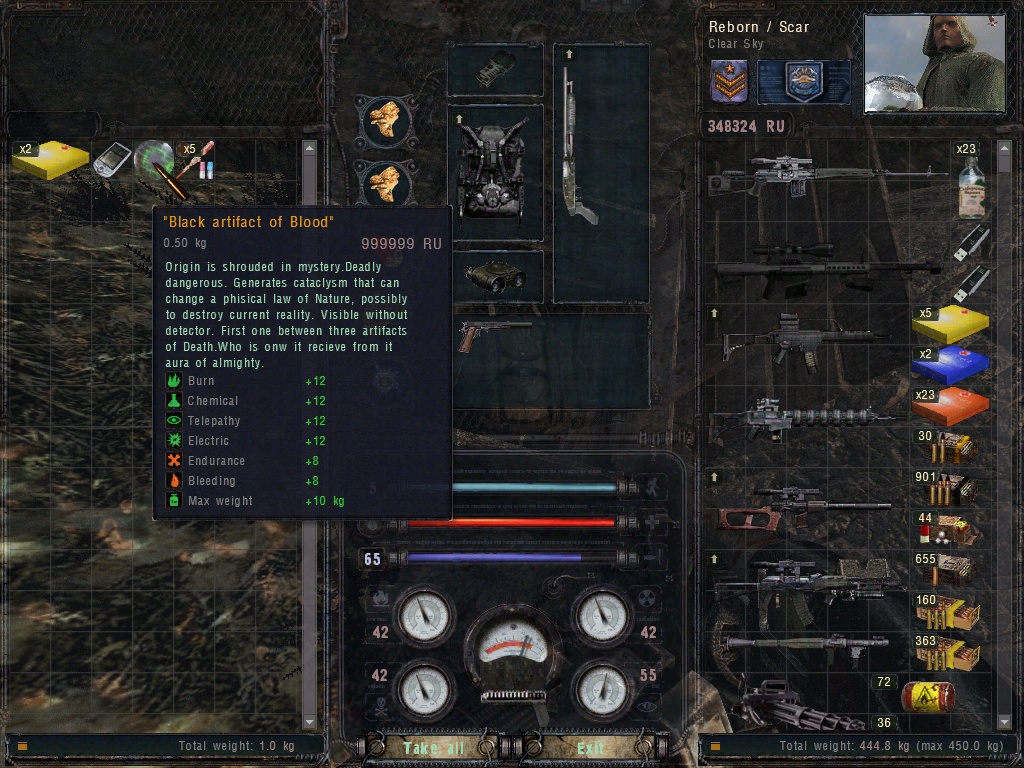 Reborn / Scar
Clear Sky
348324 RU
x2
x5
"Black artifact of Blood"
0.50 kg
999999 RU
Origin is shrouded in mystery.Deadly
dangerous. Generates cataclysm that can
change a phisical law of Nature, possibly
to destroy current reality. Visible without
detector. First one between three artifacts
of Death.Who is onw it recieve from it
aura of almighty.
Burn +12
Chemical +12
Telepathy +12
Electric +12
Endurance +8
Bleeding +8
Max weight +10 kg
65
42
42
42
55
Take all
Exit
x23
x5
x2
x23
30
901
44
655
160
363
72
36
Total weight: 1.0 kg
Total weight: 444.8 kg (max 450.0 kg)